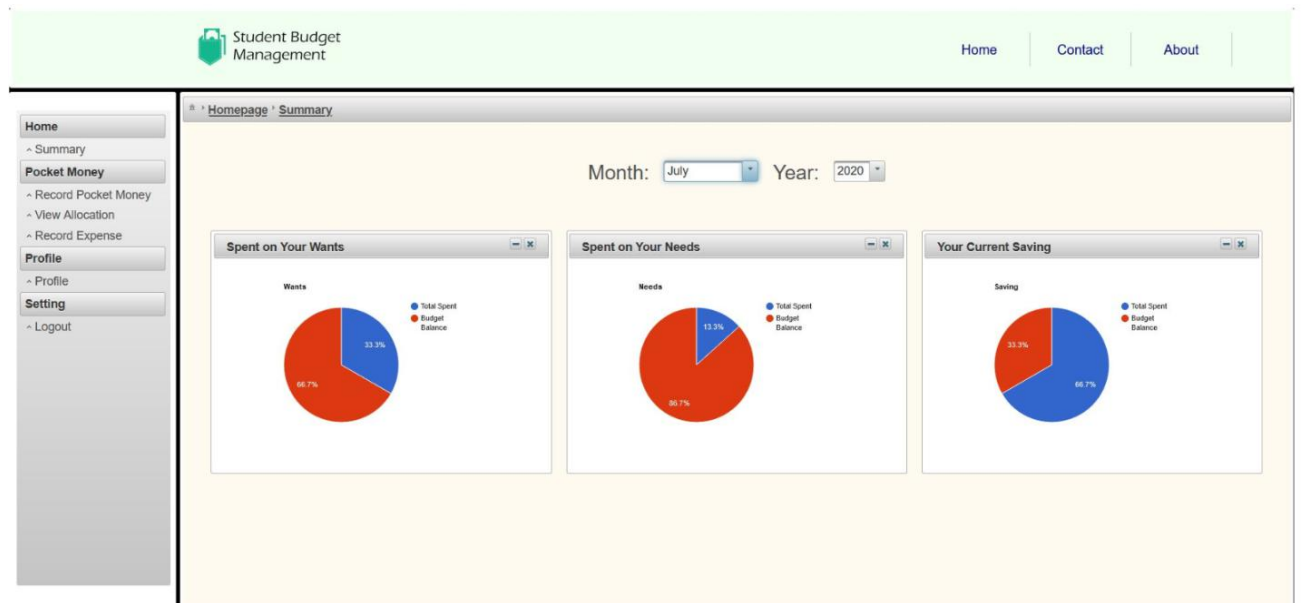 Student Budget
Management
Home
Contact
About
Homepage
Summary
Home
Summary
Pocket Money
Record Pocket Money
View Allocation
Record Expense
Profile
Profile
Setting
Logout
Month: July Year: 2020
Spent on Your Wants
Wants
Total Spent
Budget
Balance
33.3%
66.7%
Spent on Your Needs
Needs
Total Spent
Budget
Balance
13.3%
86.7%
Your Current Saving
Saving
Total Spent
Budget
Balance
33.3%
66.7%